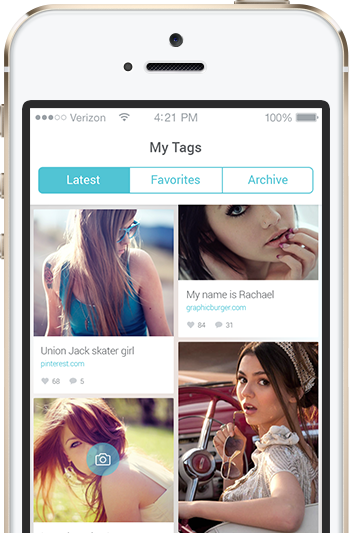 Verizon 4:21 PM 100%
My Tags
Latest Favorites Archive
My name is Rachael
graphicburger.com
84 31
Union Jack skater girl
pinterest.com
68 5